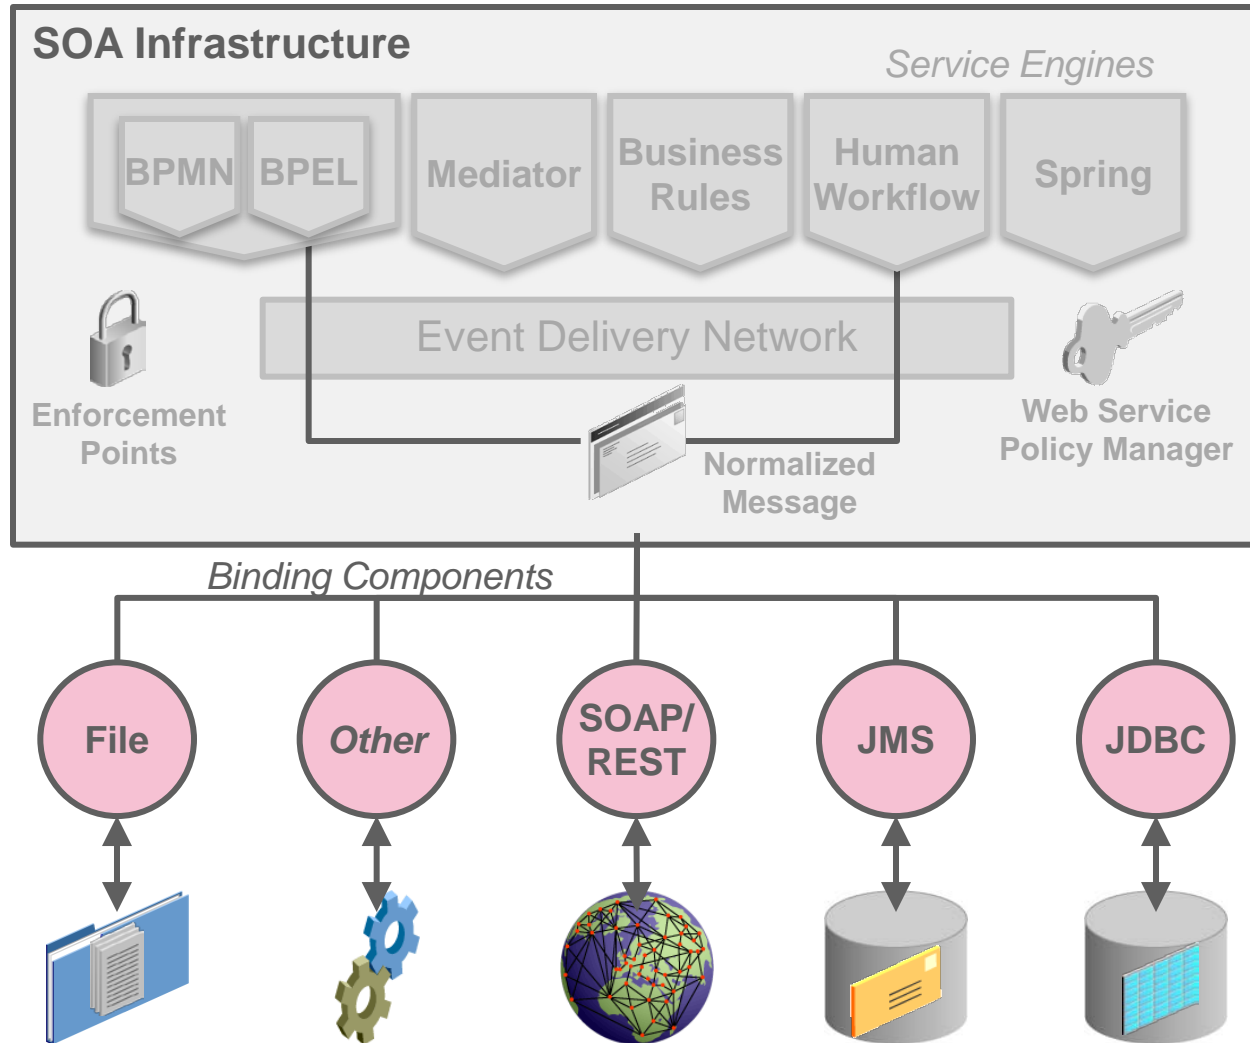 SOA Infrastructure
Service Engines
BPMN
BPEL
Mediator
Business
Rules
Human
Workflow
Spring
Event Delivery Network
Enforcement
Points
Normalized
Message
Web Service
Policy Manager
Binding Components
File
Other
SOAP/
REST
JMS
JDBC